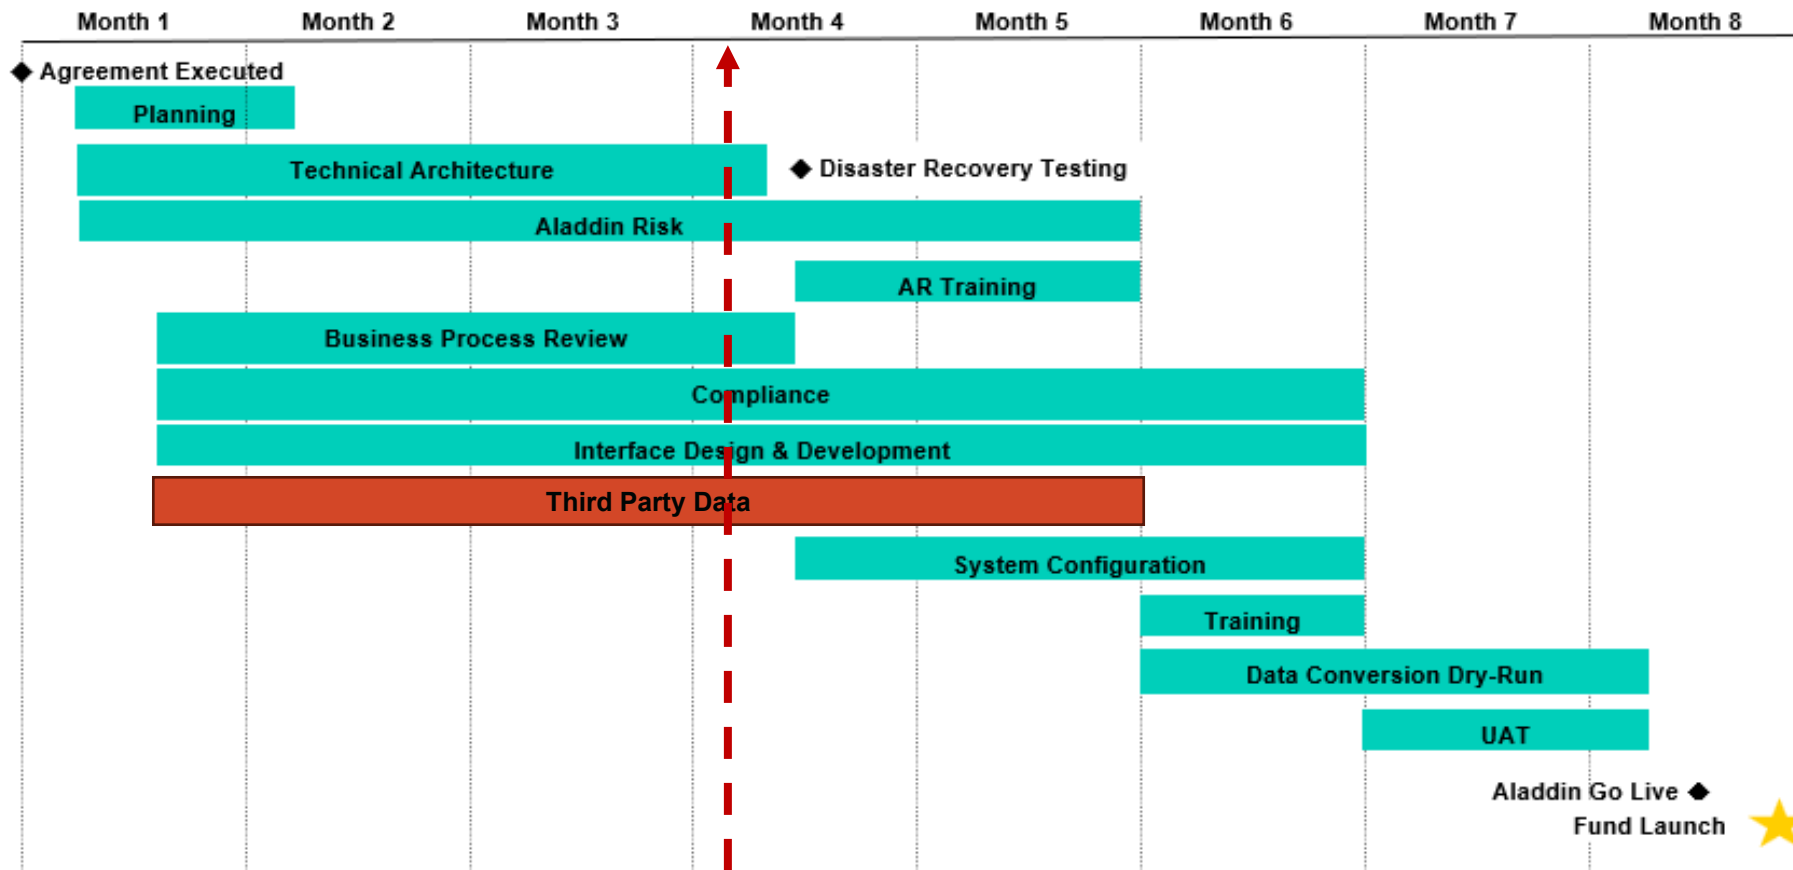 Month 1 Month 2 Month 3 Month 4 Month 5 Month 6 Month 7 Month 8
Agreement Executed
Planning
Technical Architecture
Disaster Recovery Testing
Aladdin Risk
AR Training
Business Process Review
Compliance
Interface Design & Development
Third Party Data
System Configuration
Training
Data Conversion Dry-Run
UAT
Aladdin Go Live
Fund Launch